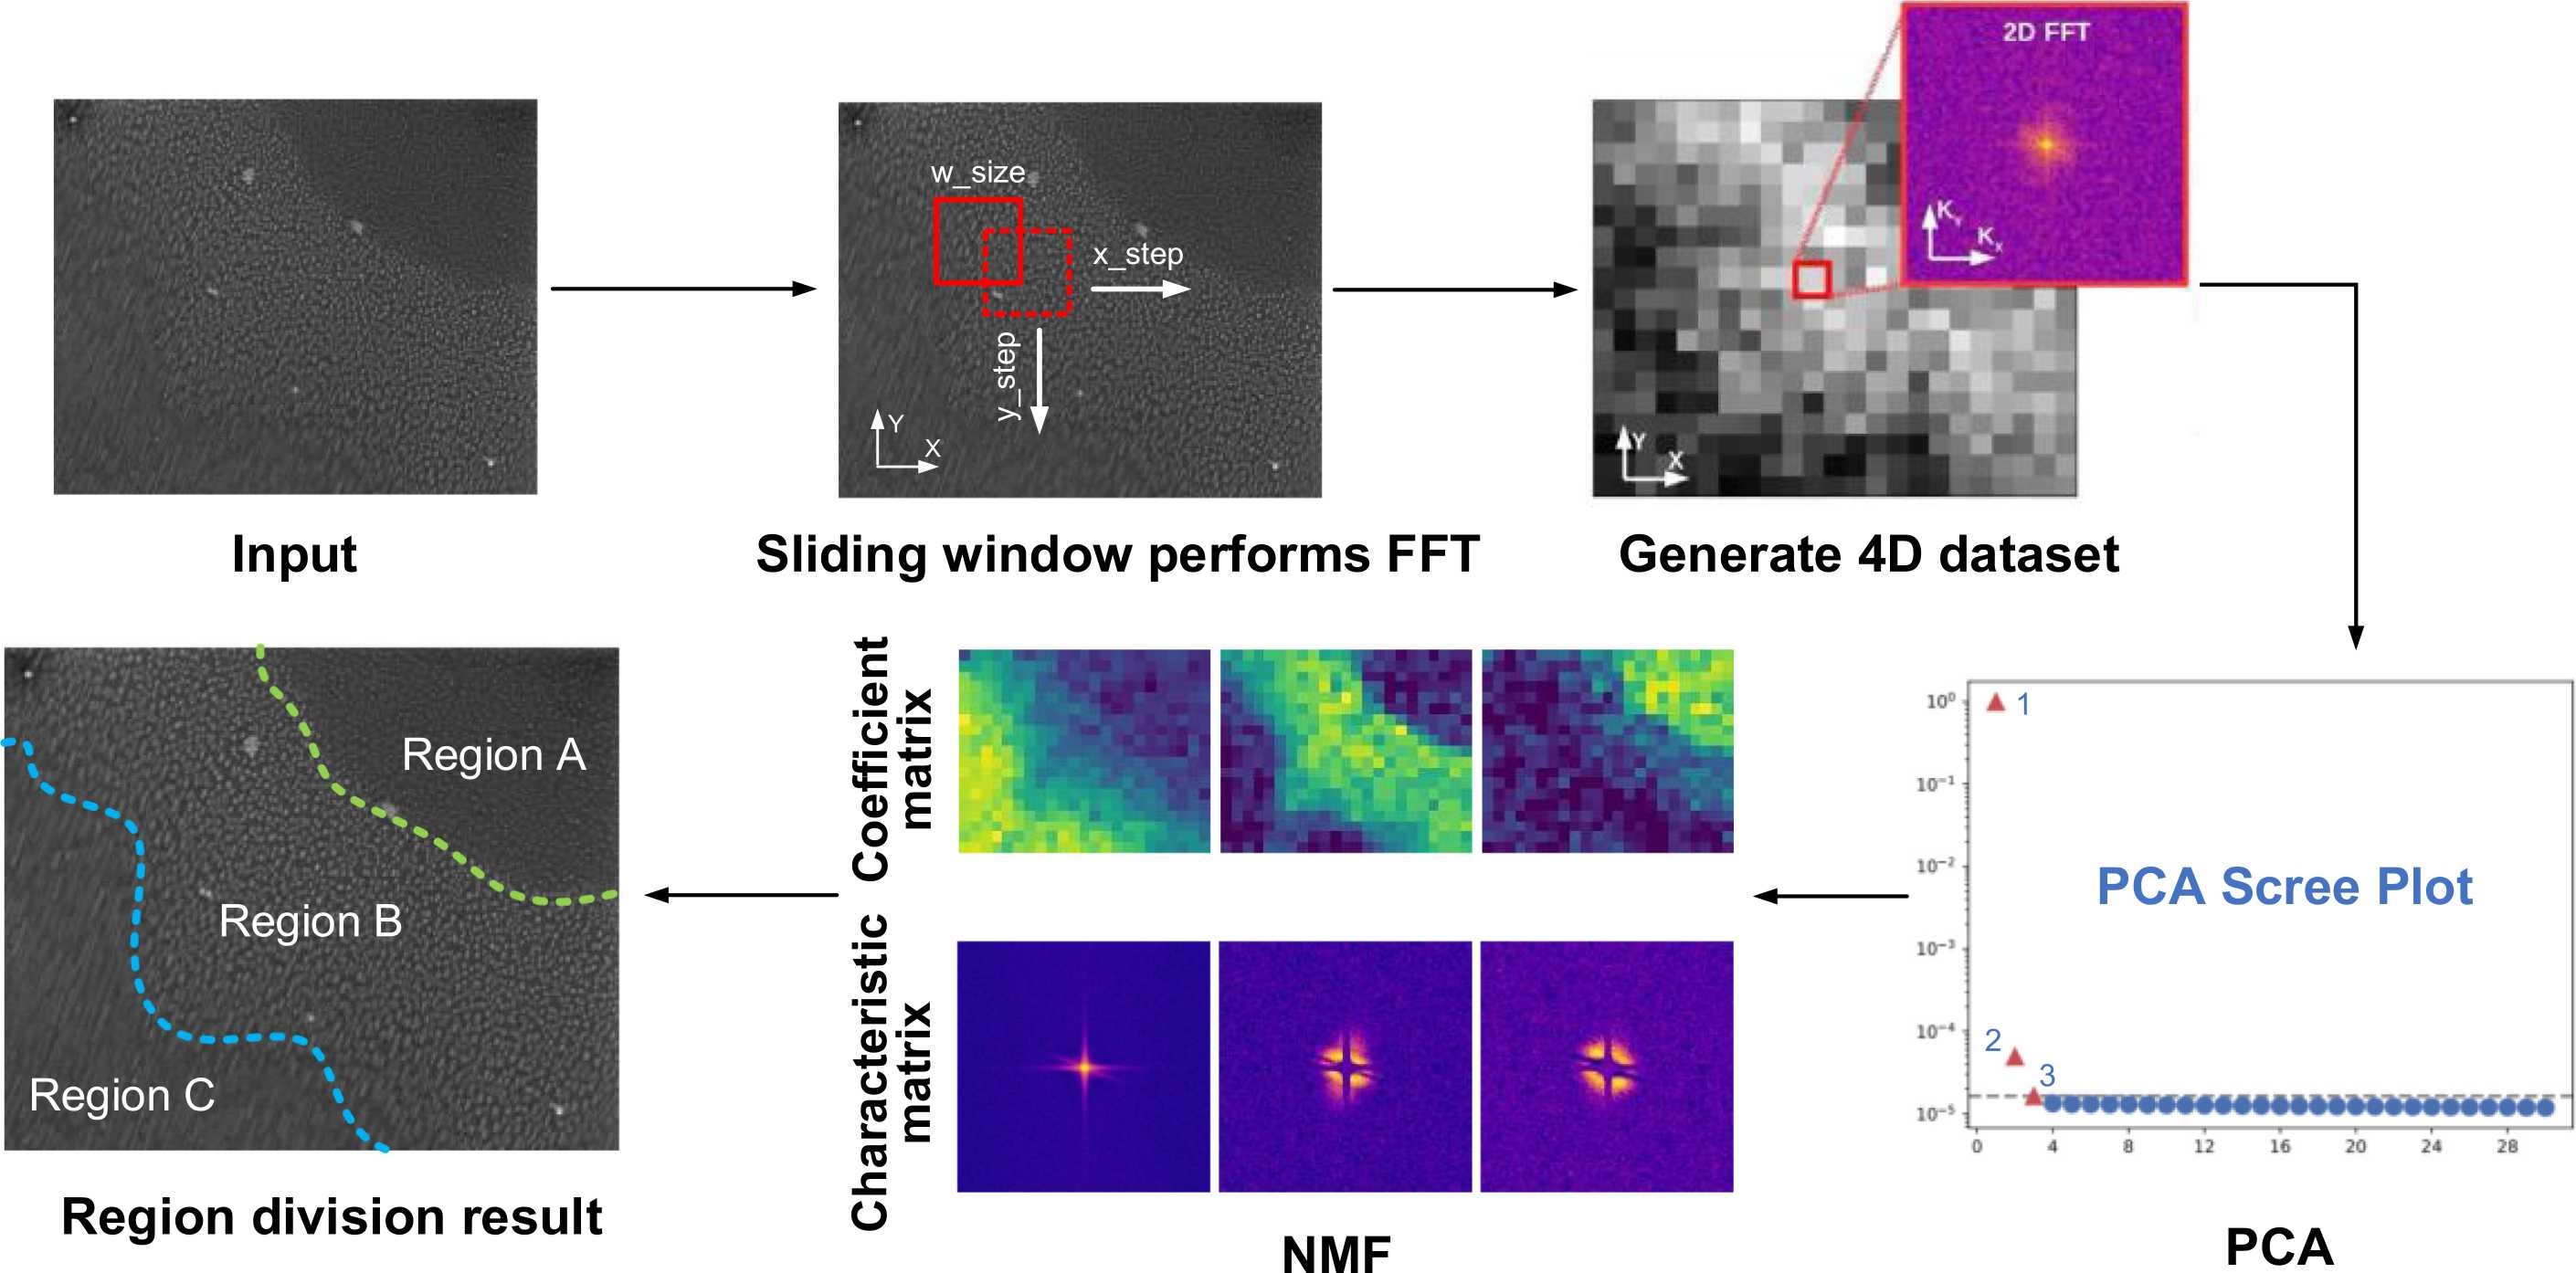 Input
w_size
x_step
y_step
Y
X
Sliding window performs FFT
2D FFT
K_Y
K_X
Y
X
Generate 4D dataset
10⁰
10⁻¹
10⁻²
10⁻³
10⁻⁴
10⁻⁵
1
2
3
PCA Scree Plot
0 4 8 12 16 20 24 28
PCA
Coefficient
matrix
Characteristic
matrix
NMF
Region A
Region B
Region C
Region division result